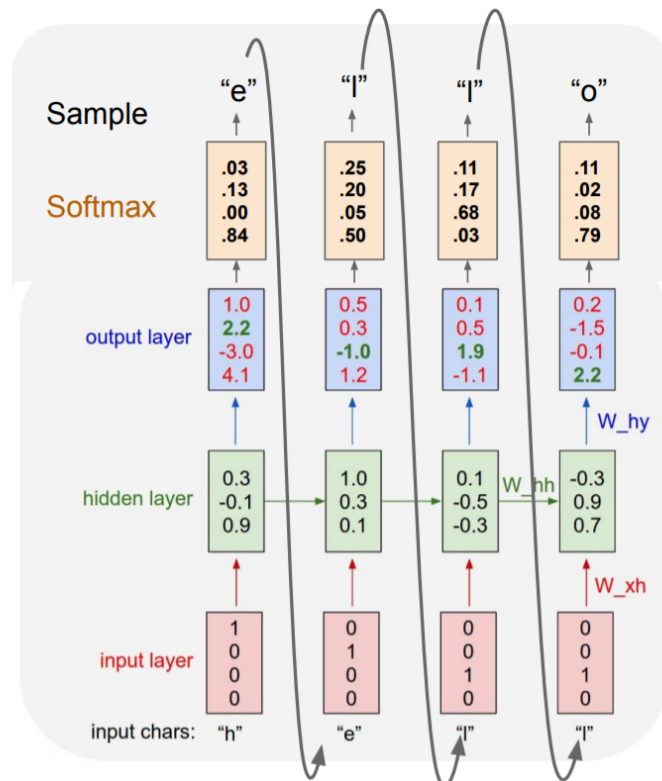 “e” “l” “l” “o”
Sample
Softmax
.03 .25 .11 .11
.13 .20 .17 .02
.00 .05 .68 .08
.84 .50 .03 .79
output layer
1.0 0.5 0.1 0.2
2.2 0.3 0.5 -1.5
-3.0 -1.0 1.9 -0.1
4.1 1.2 -1.1 2.2
W_hy
hidden layer
0.3 1.0 0.1 -0.3
-0.1 0.3 -0.5 0.9
0.9 0.1 -0.3 0.7
W_hh
W_xh
input layer
1 0 0 0
0 1 0 0
0 0 1 1
0 0 0 0
input chars: “h” “e” “l” “l”